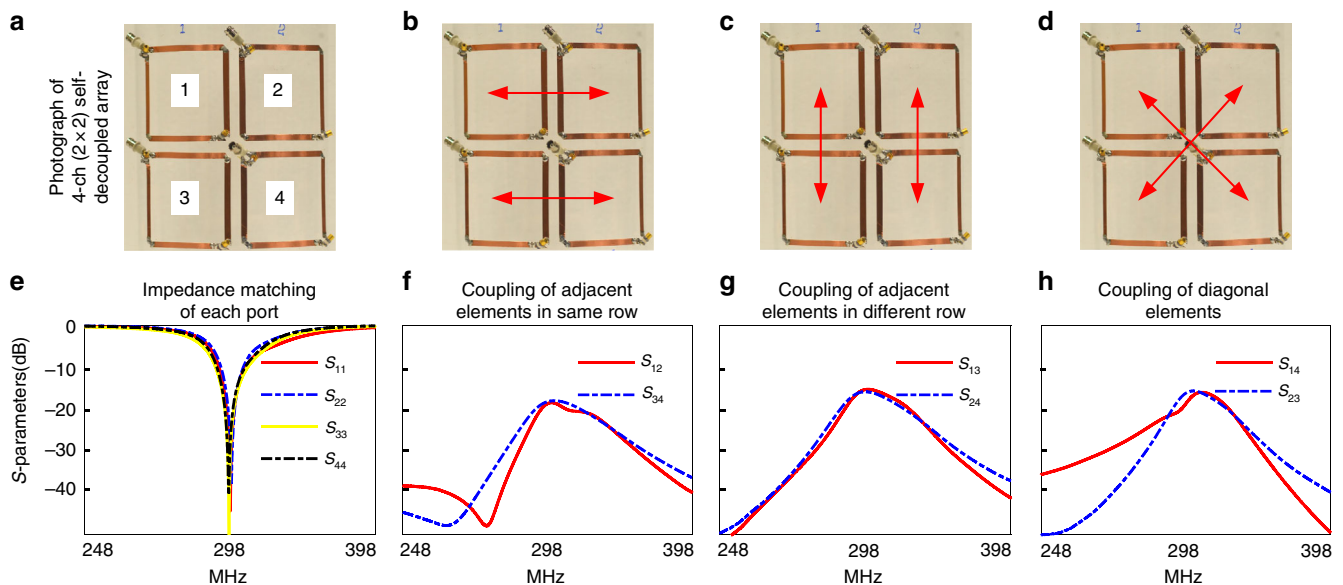 a
b
c
d
Photograph of
4-ch (2×2) self-
decoupled array
1 2
1
2
3
4
1
1 2
1 2
e
Impedance matching
of each port
S-parameters(dB)
0
−10
−20
−30
−40
S11
S22
S33
S44
248 298 398
MHz
f
Coupling of adjacent
elements in same row
S12
S34
248 298 398
MHz
g
Coupling of adjacent
elements in different row
S13
S24
248 298 398
MHz
h
Coupling of diagonal
elements
S14
S23
248 298 398
MHz